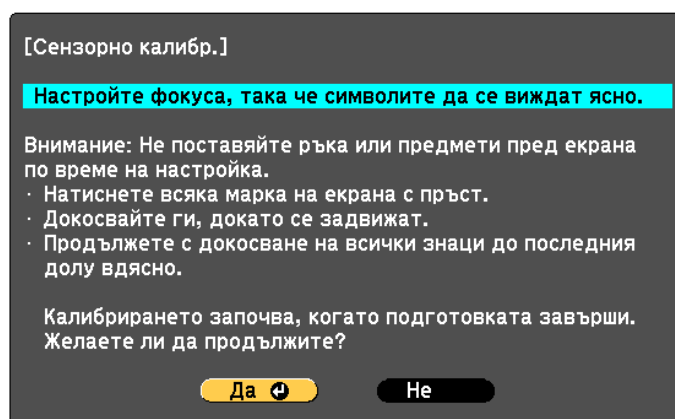 [Сензорно калибр.]
Настройте фокуса, така че символите да се виждат ясно.
Внимание: Не поставяйте ръка или предмети пред екрана
по време на настройка.
· Натиснете всяка марка на екрана с пръст.
· Докосвайте ги, докато се задвижат.
· Продължете с докосване на всички знаци до последния
долу вдясно.
Калибрирането започва, когато подготовката завърши.
Желаете ли да продължите?
Да Не